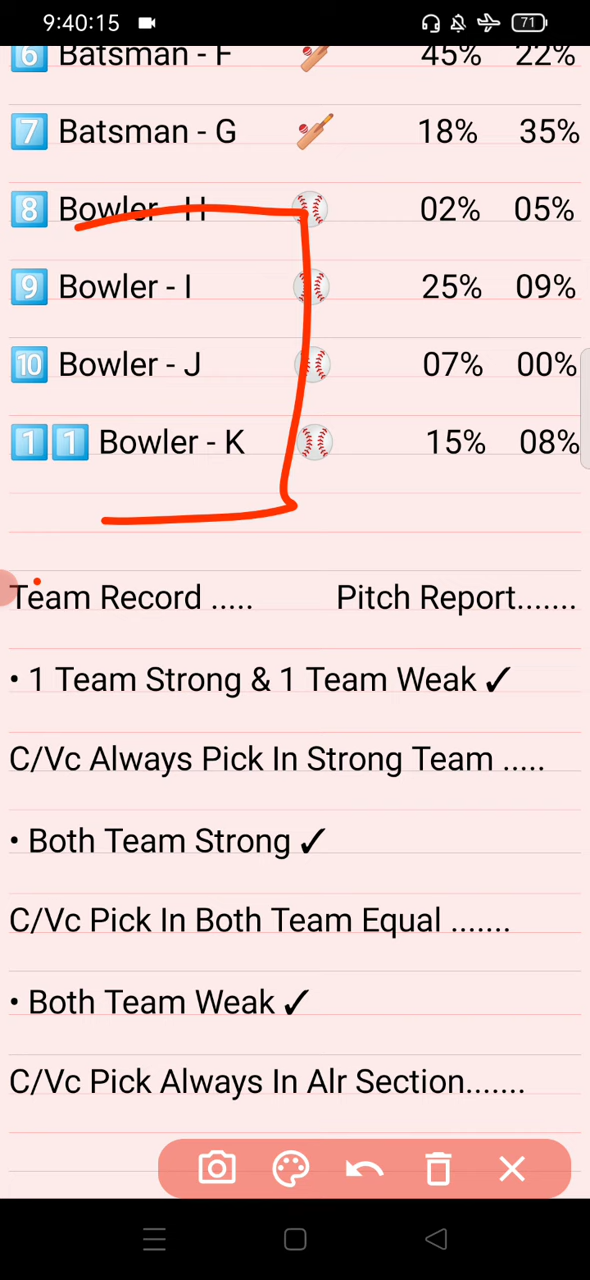 9:40:15 71
6 Batsman - F 45% 22%
7 Batsman - G 18% 35%
8 Bowler - H 02% 05%
9 Bowler - I 25% 09%
10 Bowler - J 07% 00%
1 1 Bowler - K 15% 08%
Team Record ..... Pitch Report.......
• 1 Team Strong & 1 Team Weak ✓
C/Vc Always Pick In Strong Team .....
• Both Team Strong ✓
C/Vc Pick In Both Team Equal .......
• Both Team Weak ✓
C/Vc Pick Always In Alr Section.......